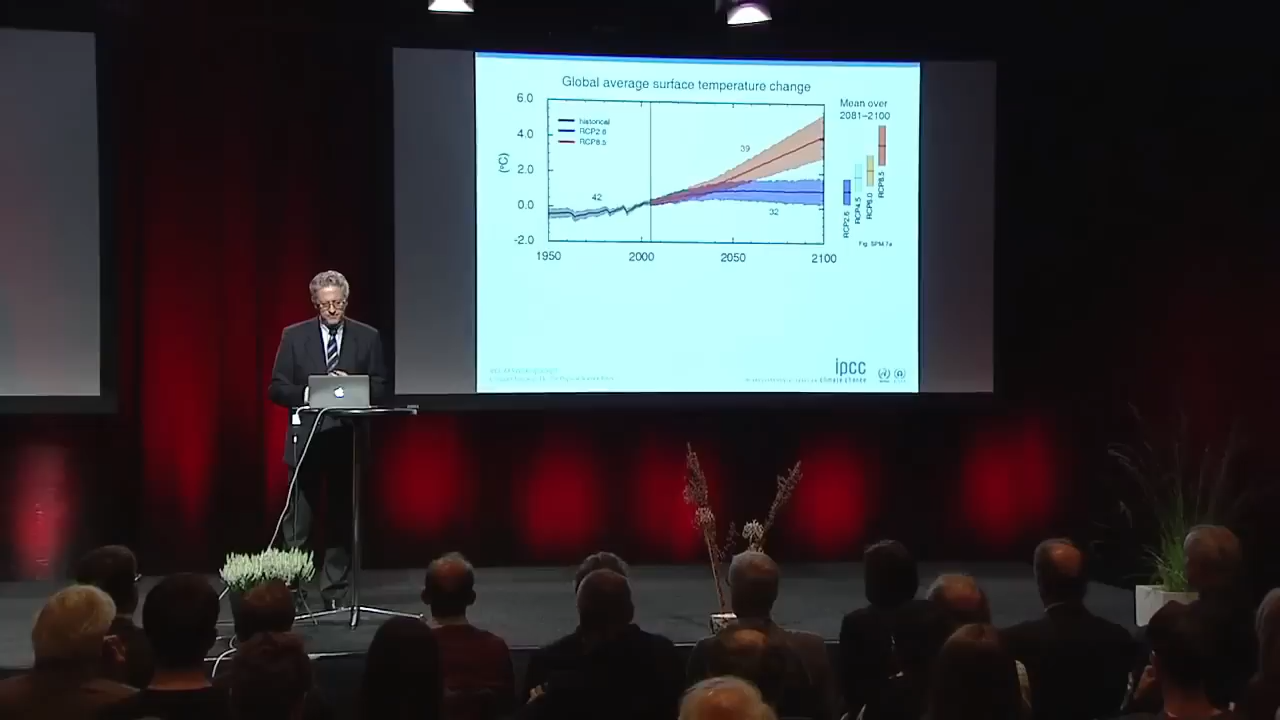 Global average surface temperature change
6.0
4.0
2.0
0.0
-2.0
(°C)
historical
RCP2.6
RCP8.5
42
39
32
1950
2000
2050
2100
Mean over
2081–2100
RCP2.6
RCP4.5
RCP6.0
RCP8.5
Fig. SPM.7a
ipcc
climate change